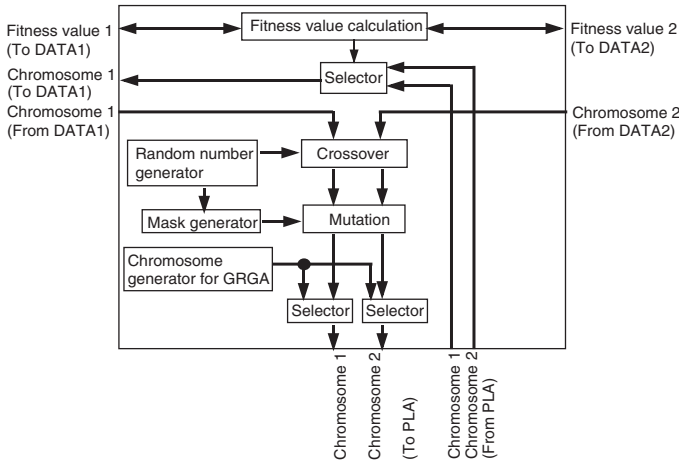 Fitness value 1
(To DATA1)
Fitness value calculation
Fitness value 2
(To DATA2)
Chromosome 1
(To DATA1)
Selector
Chromosome 1
(From DATA1)
Chromosome 2
(From DATA2)
Random number
generator
Crossover
Mask generator
Mutation
Chromosome
generator for GRGA
Selector
Selector
Chromosome 1
Chromosome 2
(To PLA)
Chromosome 1
Chromosome 2
(From PLA)